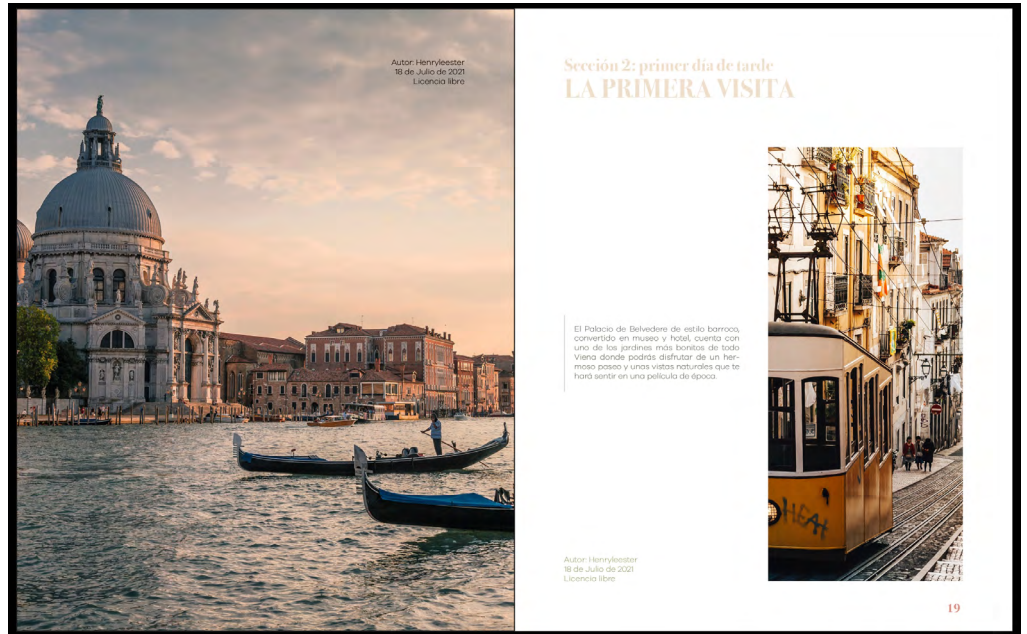 Autor: Henryleester
18 de Julio de 2021
Licencia libre
Sección 2: primer día de tarde
LA PRIMERA VISITA
El Palacio de Belvedere de estilo barroco,
convertido en museo y hotel, cuenta con
uno de los jardines más bonitos de todo
Viena donde podrás disfrutar de un her-
moso paseo y unas vistas naturales que te
hará sentir en una película de época.
HEAT
Autor: Henryleester
18 de Julio de 2021
Licencia libre
19